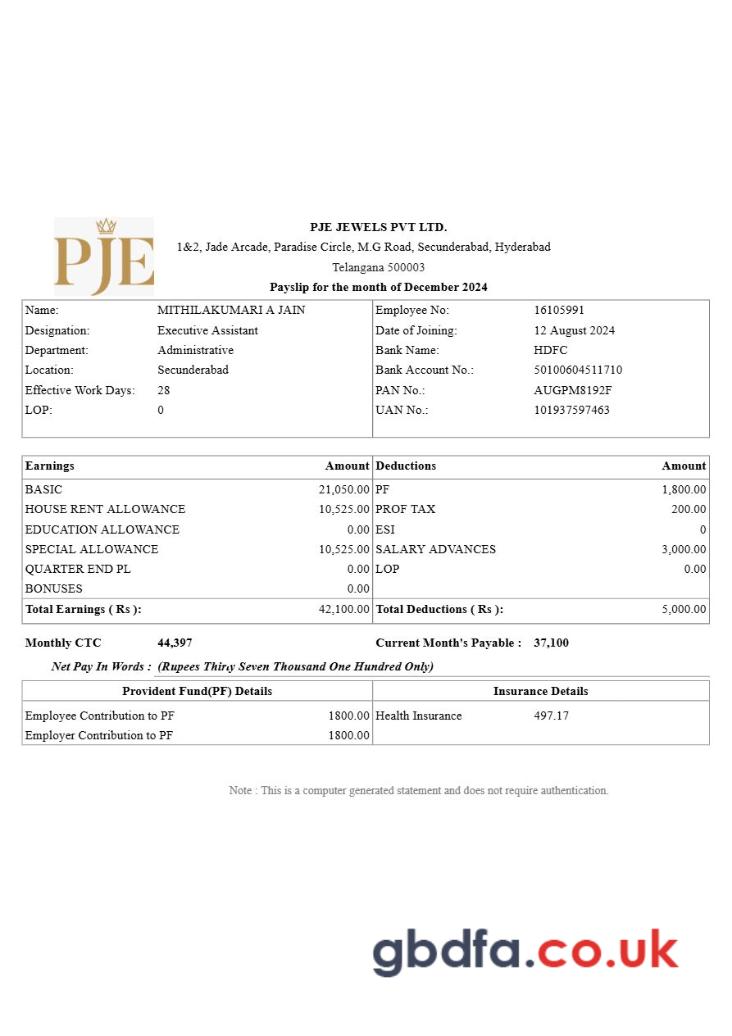 PJE
PJE JEWELS PVT LTD.
1&2, Jade Arcade, Paradise Circle, M.G Road, Secunderabad, Hyderabad
Telangana 500003
Payslip for the month of December 2024
Name: MITHILAKUMARI A JAIN Employee No: 16105991
Designation: Executive Assistant Date of Joining: 12 August 2024
Department: Administrative Bank Name: HDFC
Location: Secunderabad Bank Account No.: 50100604511710
Effective Work Days: 28 PAN No.: AUGPM8192F
LOP: 0 UAN No.: 101937597463
Earnings Amount Deductions Amount
BASIC 21,050.00 PF 1,800.00
HOUSE RENT ALLOWANCE 10,525.00 PROF TAX 200.00
EDUCATION ALLOWANCE 0.00 ESI 0
SPECIAL ALLOWANCE 10,525.00 SALARY ADVANCES 3,000.00
QUARTER END PL 0.00 LOP 0.00
BONUSES 0.00
Total Earnings ( Rs ): 42,100.00 Total Deductions ( Rs ): 5,000.00
Monthly CTC 44,397 Current Month's Payable : 37,100
Net Pay In Words : (Rupees Thirty Seven Thousand One Hundred Only)
Provident Fund(PF) Details Insurance Details
Employee Contribution to PF 1800.00 Health Insurance 497.17
Employer Contribution to PF 1800.00
Note : This is a computer generated statement and does not require authentication.
gbdfa.co.uk